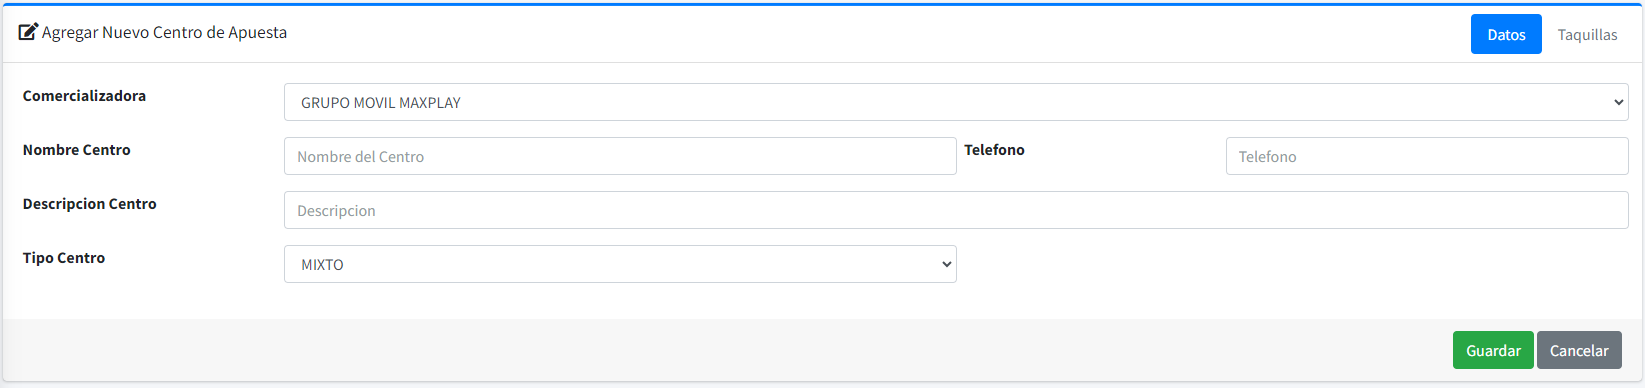 Agregar Nuevo Centro de Apuesta
Datos Taquillas
Comercializadora GRUPO MOVIL MAXPLAY
Nombre Centro Nombre del Centro Telefono Telefono
Descripcion Centro Descripcion
Tipo Centro MIXTO
Guardar Cancelar